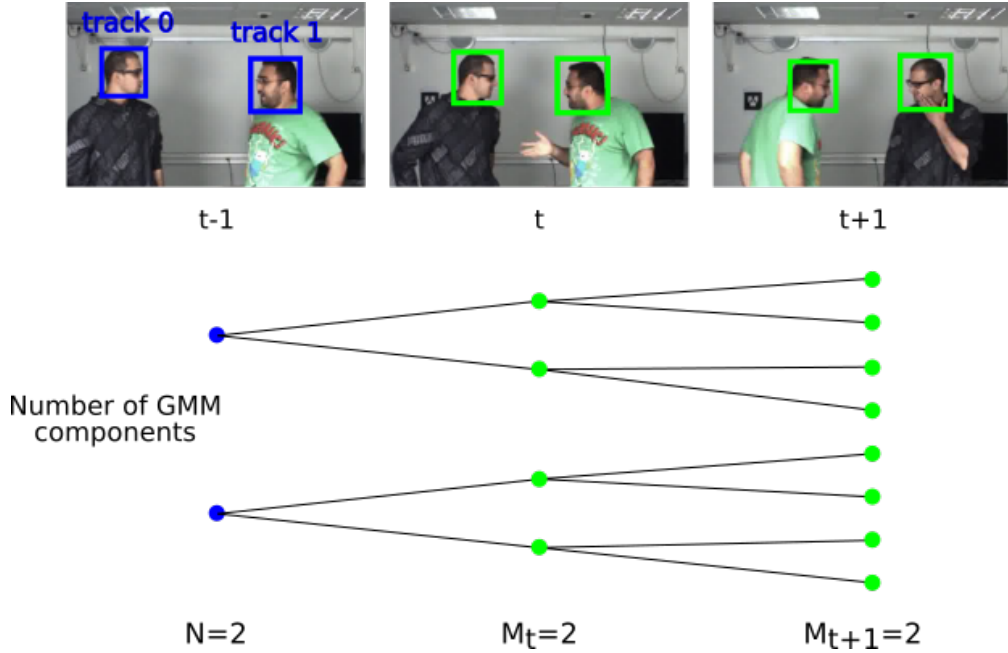 track 0
track 1
t-1
t
t+1
Number of GMM
components
N=2
Mt=2
Mt+1=2